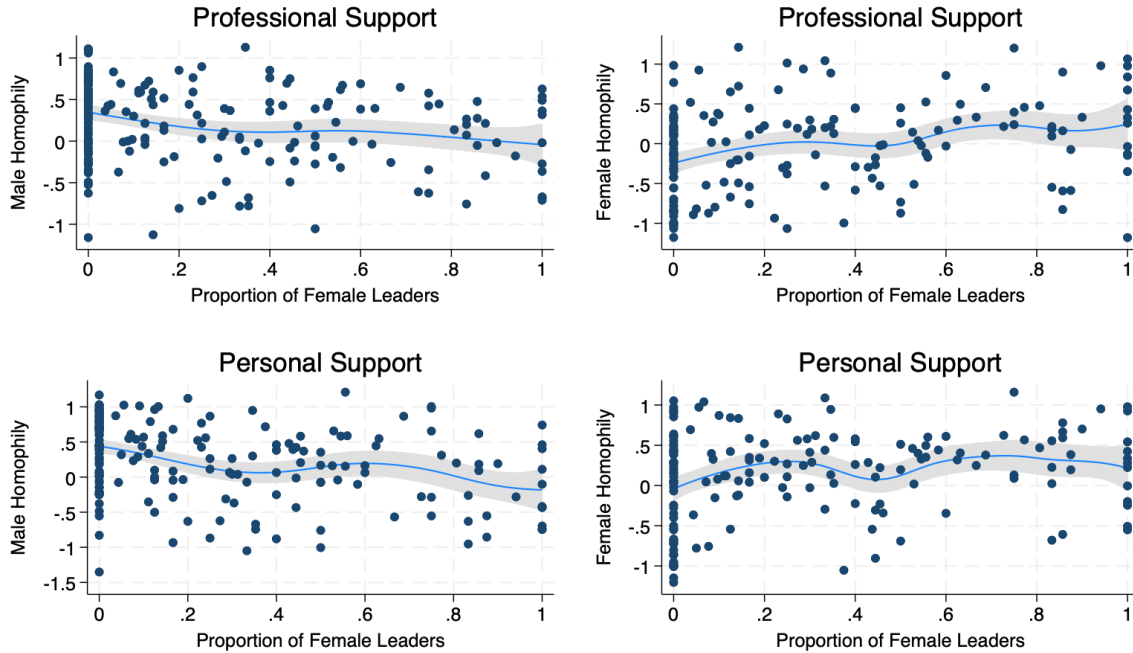 Professional Support
Male Homophily
1
.5
0
-.5
-1
0 .2 .4 .6 .8 1
Proportion of Female Leaders
Professional Support
Female Homophily
1
.5
0
-.5
-1
0 .2 .4 .6 .8 1
Proportion of Female Leaders
Personal Support
Male Homophily
1
.5
0
-.5
-1
-1.5
0 .2 .4 .6 .8 1
Proportion of Female Leaders
Personal Support
Female Homophily
1
.5
0
-.5
-1
0 .2 .4 .6 .8 1
Proportion of Female Leaders